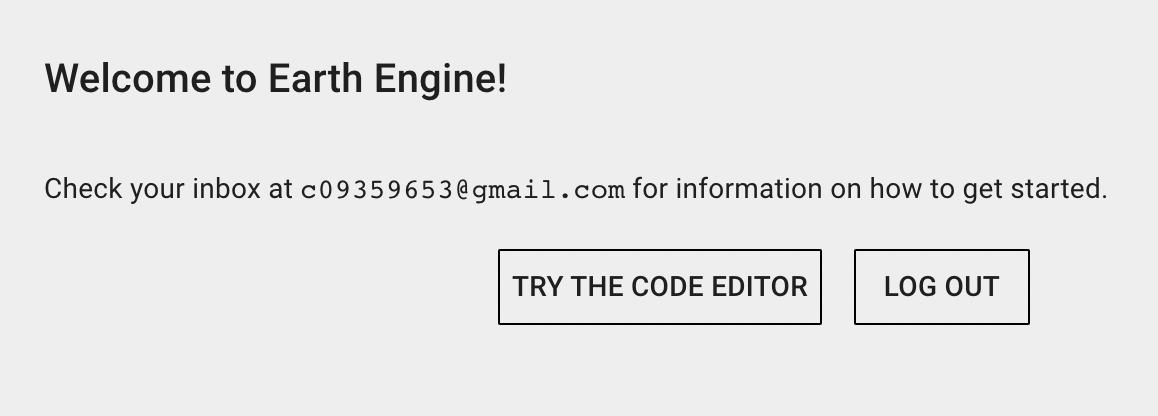 Welcome to Earth Engine!
Check your inbox at c09359653@gmail.com for information on how to get started.
TRY THE CODE EDITOR
LOG OUT